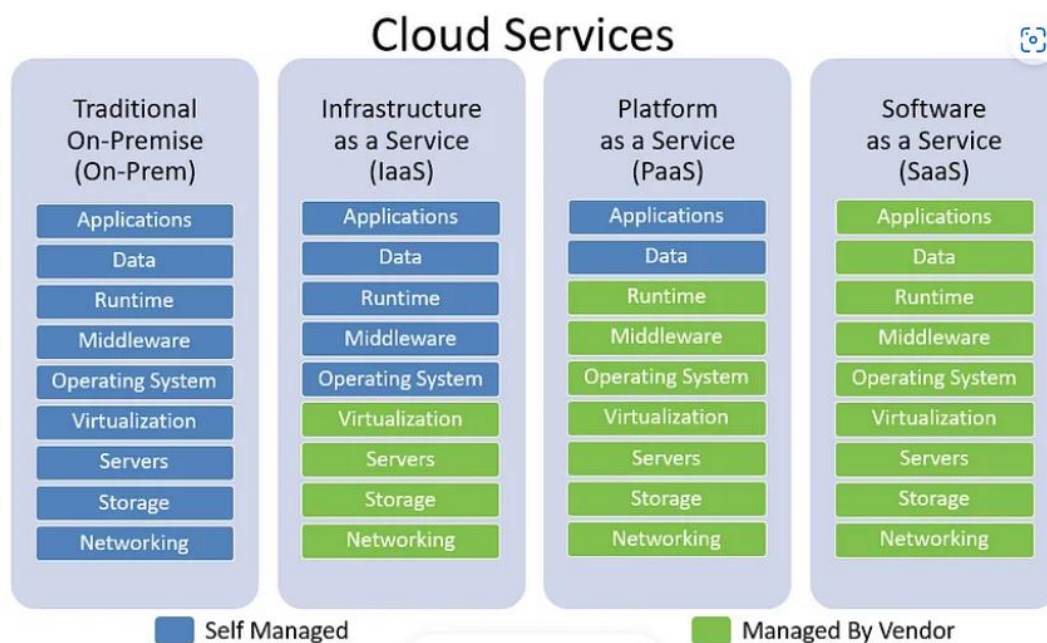 Cloud Services
Traditional
On-Premise
(On-Prem)
Applications
Data
Runtime
Middleware
Operating System
Virtualization
Servers
Storage
Networking
Infrastructure
as a Service
(IaaS)
Applications
Data
Runtime
Middleware
Operating System
Virtualization
Servers
Storage
Networking
Platform
as a Service
(PaaS)
Applications
Data
Runtime
Middleware
Operating System
Virtualization
Servers
Storage
Networking
Software
as a Service
(SaaS)
Applications
Data
Runtime
Middleware
Operating System
Virtualization
Servers
Storage
Networking
Self Managed
Managed By Vendor